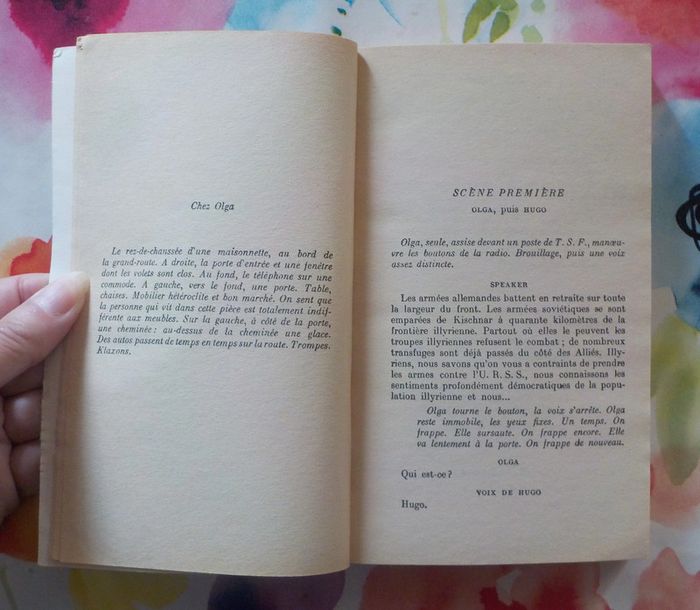 Chez Olga
Le rez-de-chaussée d'une maisonnette, au bord de
la grand-route. A droite, la porte d'entrée et une fenêtre
dont les volets sont clos. Au fond, le téléphone sur une
commode. A gauche, vers le fond, une porte. Table,
chaises. Mobilier hétéroclite et bon marché. On sent que
la personne qui vit dans cette pièce est totalement indif-
férente aux meubles. Sur la gauche, à côté de la porte,
une cheminée: au-dessus de la cheminée une glace.
Des autos passent de temps en temps sur la route. Trompes.
Klaxons.
SCÈNE PREMIÈRE
OLGA, puis HUGO
Olga, seule, assise devant un poste de T. S. F., manœu-
vre les boutons de la radio. Brouillage, puis une voix
assez distincte.
SPEAKER
Les armées allemandes battent en retraite sur toute
la largeur du front. Les armées soviétiques se sont
emparées de Kischnar à quarante kilomètres de la
frontière illyrienne. Partout où elles le peuvent les
troupes illyriennes refusent le combat ; de nombreux
transfuges sont déjà passés du côté des Alliés. Illy-
riens, nous savons qu'on vous a contraints de prendre
les armes contre l'U. R. S. S., nous connaissons les
sentiments profondément démocratiques de la popu-
lation illyrienne et nous...
Olga tourne le bouton, la voix s'arrête. Olga
reste immobile, les yeux fixes. Un temps. On
frappe. Elle sursaute. On frappe encore. Elle
va lentement à la porte. On frappe de nouveau.
OLGA
Qui est-ce ?
VOIX DE HUGO
Hugo.